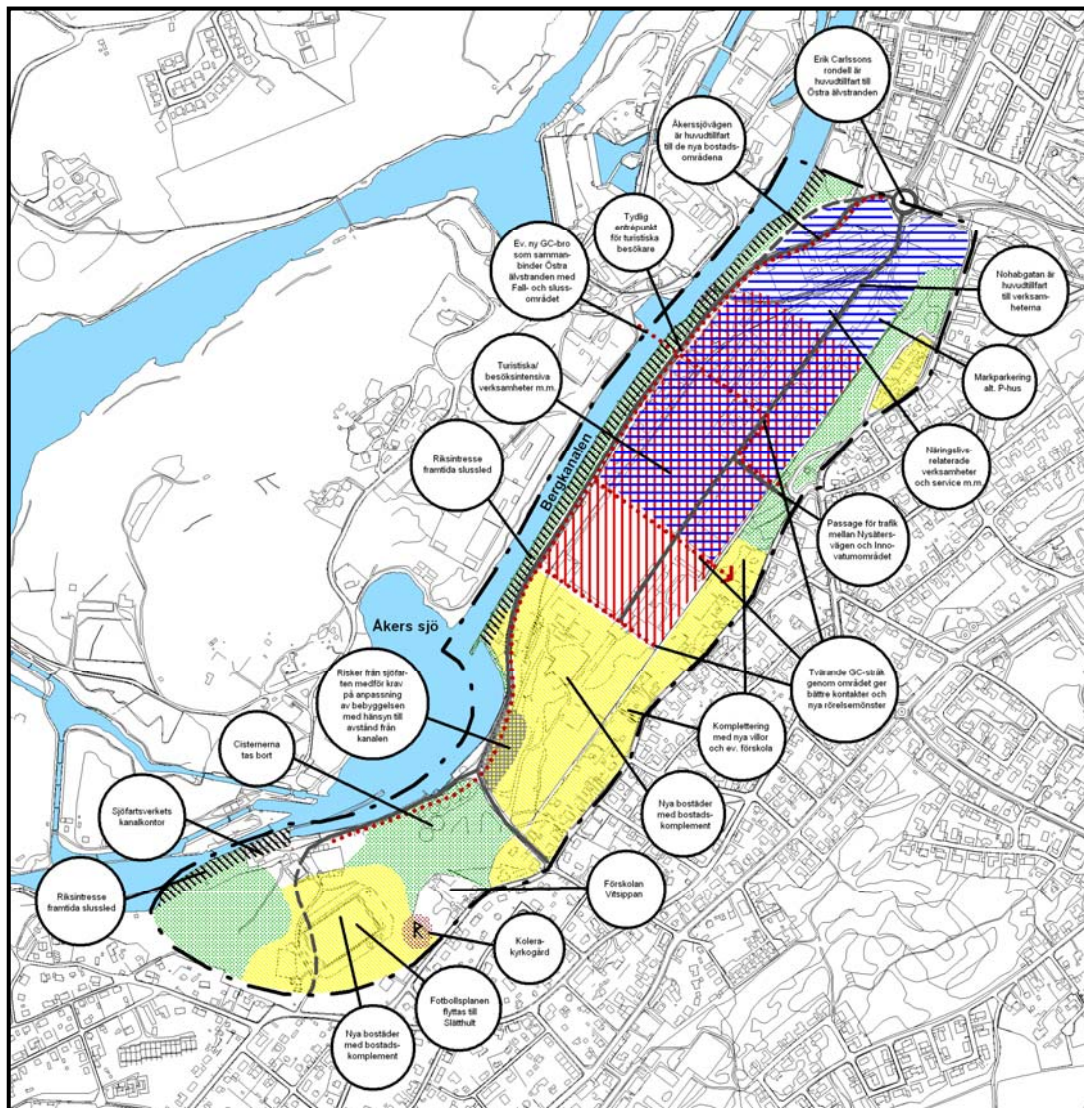 Erik Carlssons
rondell är
huvudtillfart till
Östra älvstranden
Åkerssjövägen
är huvudtillfart
till de nya bostads-
områdena
Tydlig
entrépunkt
för turistiska
besökare
Ev. ny GC-bro
som samman-
binder Östra
älvstranden med
Fall- och sluss-
området
Nohabgatan är
huvudtillfart
till verksam-
heterna
Turistiska/
besöksintensiva
verksamheter m.m.
Markparkering
alt. P-hus
Riksintresse
framtida slussled
Bergkanalen
Näringslivs-
relaterade
verksamheter
och service m.m.
Passage för trafik
mellan Nysäters-
vägen och Inno-
vatumområdet
Åkers sjö
Risker från sjöfar-
ten medför krav
på anpassning
av bebyggelsen
med hänsyn till
avstånd från
kanalen
Tvärande GC-stråk
genom området ger
bättre kontakter och
nya rörelsemönster
Komplettering
med nya villor
och ev. förskola
Cisternerna
tas bort
Nya bostäder
med bostads-
komplement
Sjöfartsverkets
kanalkontor
Riksintresse
framtida slussled
Förskolan
Vitsippan
R
Kolera-
kyrkogård
Fotbollsplanen
flyttas till
Slätthult
Nya bostäder
med bostads-
komplement